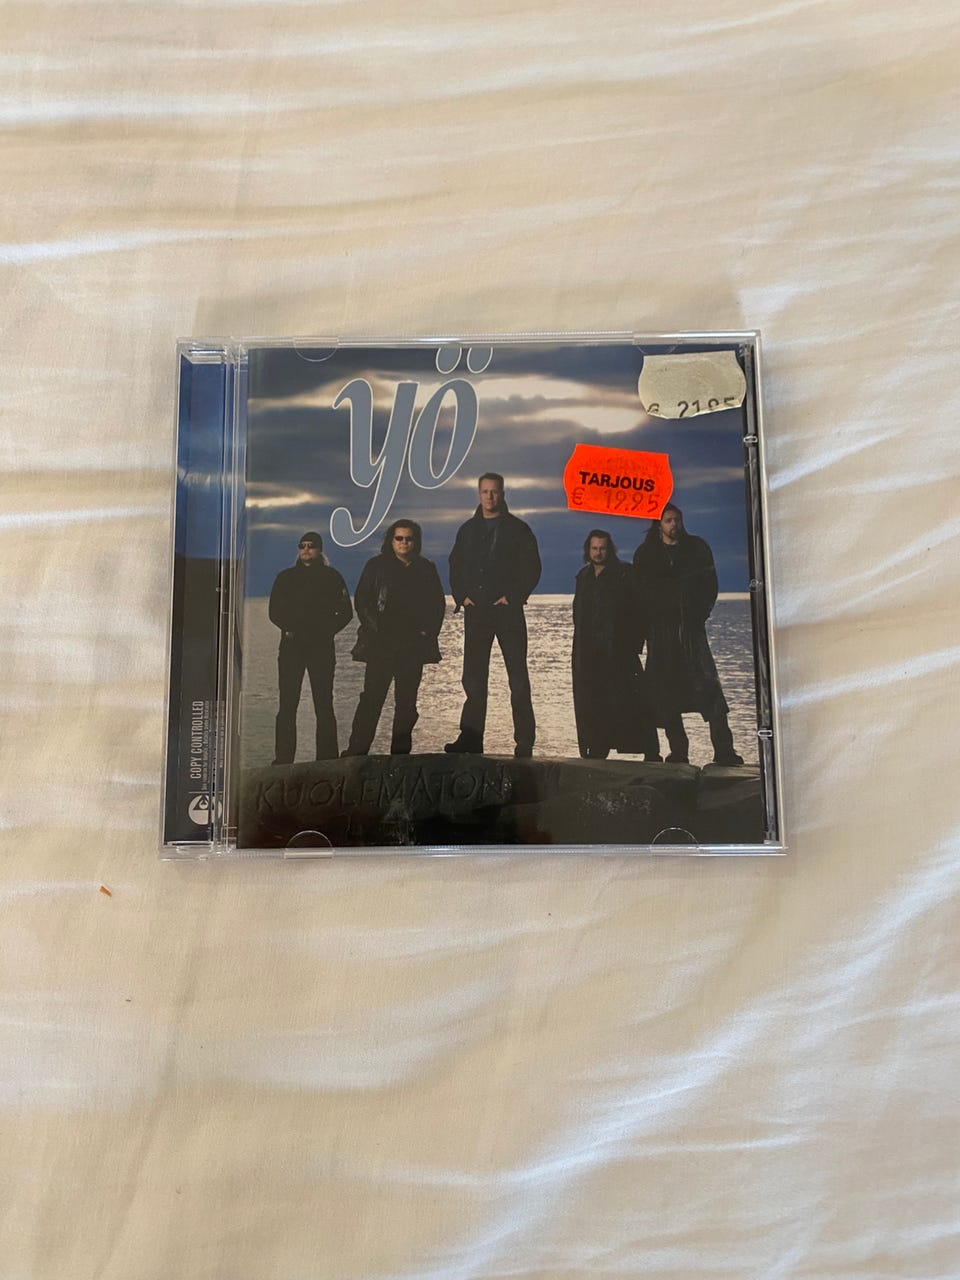 yö
€ 21.95
TARJOUS
€ 19.95
KUOLEMATON
COPY CONTROLLED